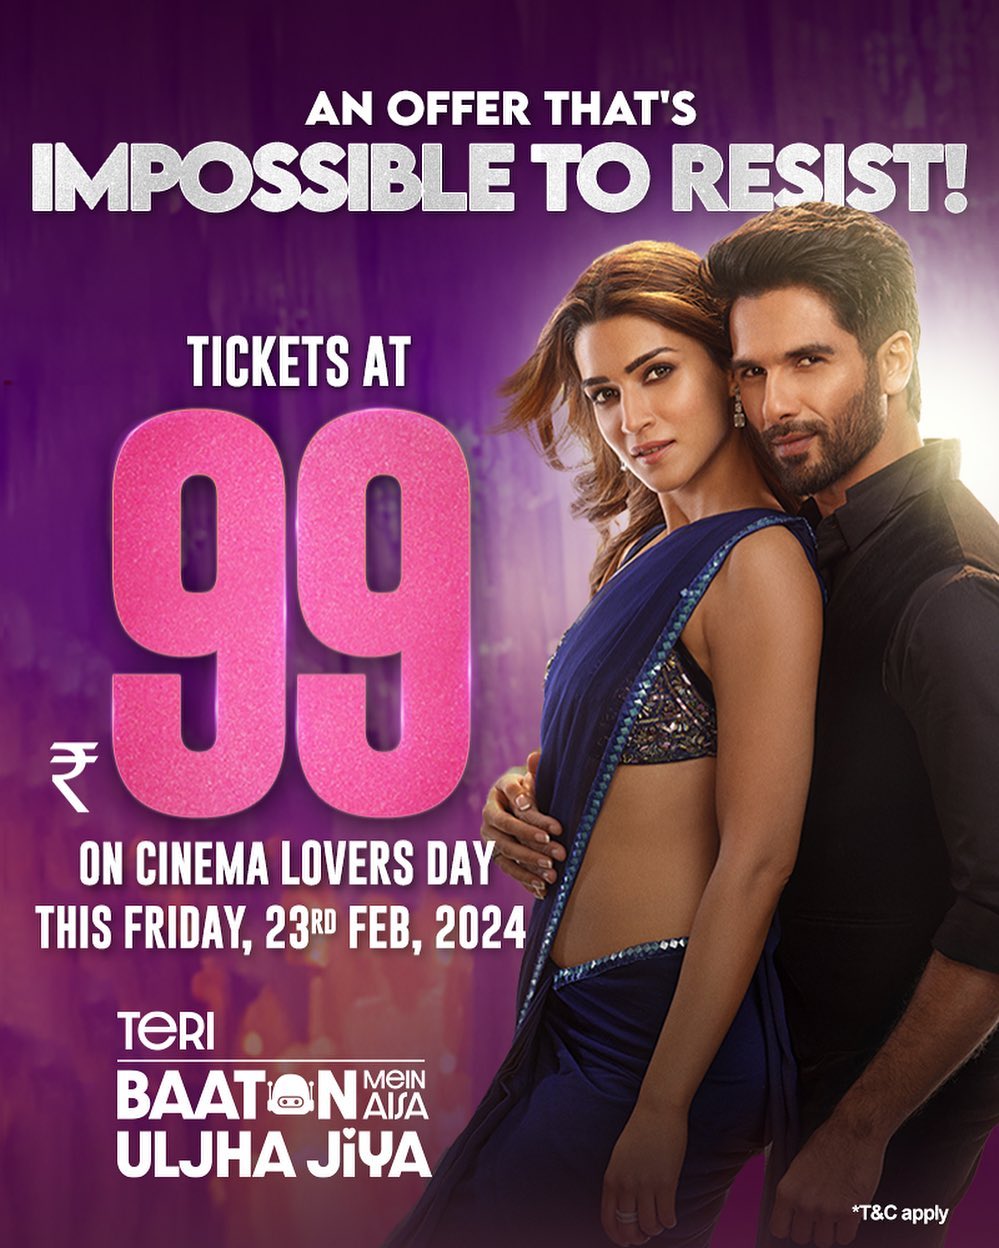 AN OFFER THAT'S
IMPOSSIBLE TO RESIST!
TICKETS AT
₹99
ON CINEMA LOVERS DAY
THIS FRIDAY, 23RD FEB, 2024
TERI
BAATON MEIN AISA
ULJHA JiYA
*T&C apply